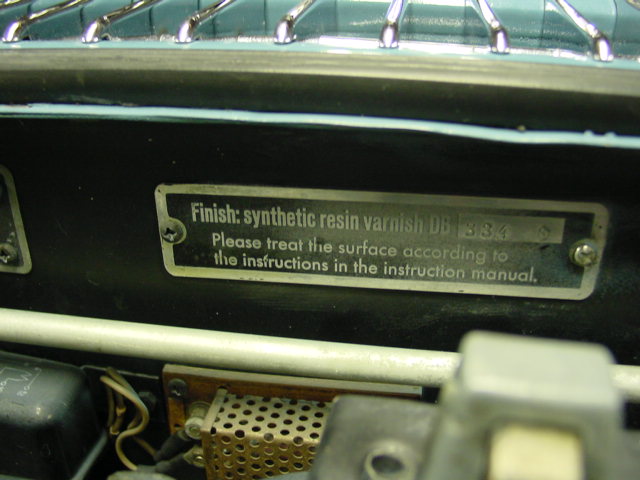 Finish: synthetic resin varnish DB 334 G
Please treat the surface according to
the instructions in the instruction manual.